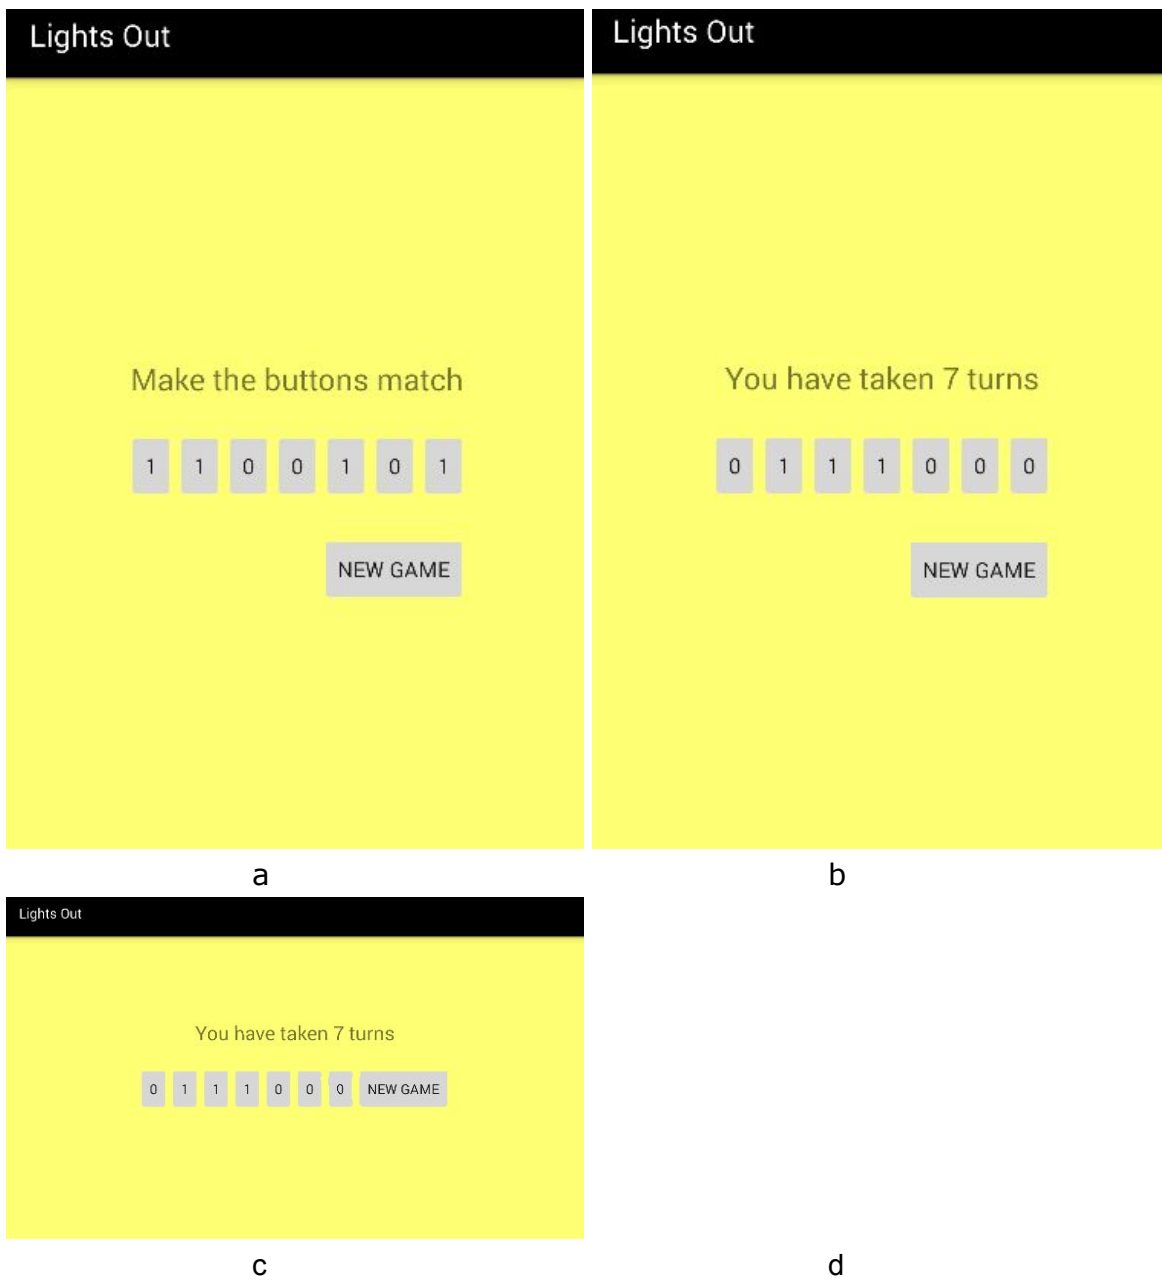 Lights Out
Make the buttons match
1 1 0 0 1 0 1
NEW GAME
a
Lights Out
You have taken 7 turns
0 1 1 1 0 0 0
NEW GAME
b
Lights Out
You have taken 7 turns
0 1 1 1 0 0 0 NEW GAME
c
d